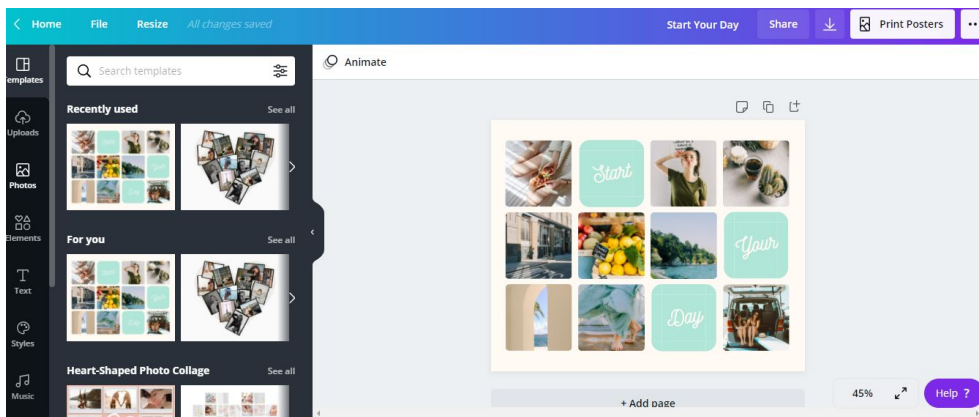 Home File Resize All changes saved Start Your Day Share Print Posters
Templates
Uploads
Photos
Elements
Text
Styles
Music
Search templates
Recently used See all
For you See all
Heart-Shaped Photo Collage See all
Animate
Start
Your
Day
+ Add page
45% Help ?